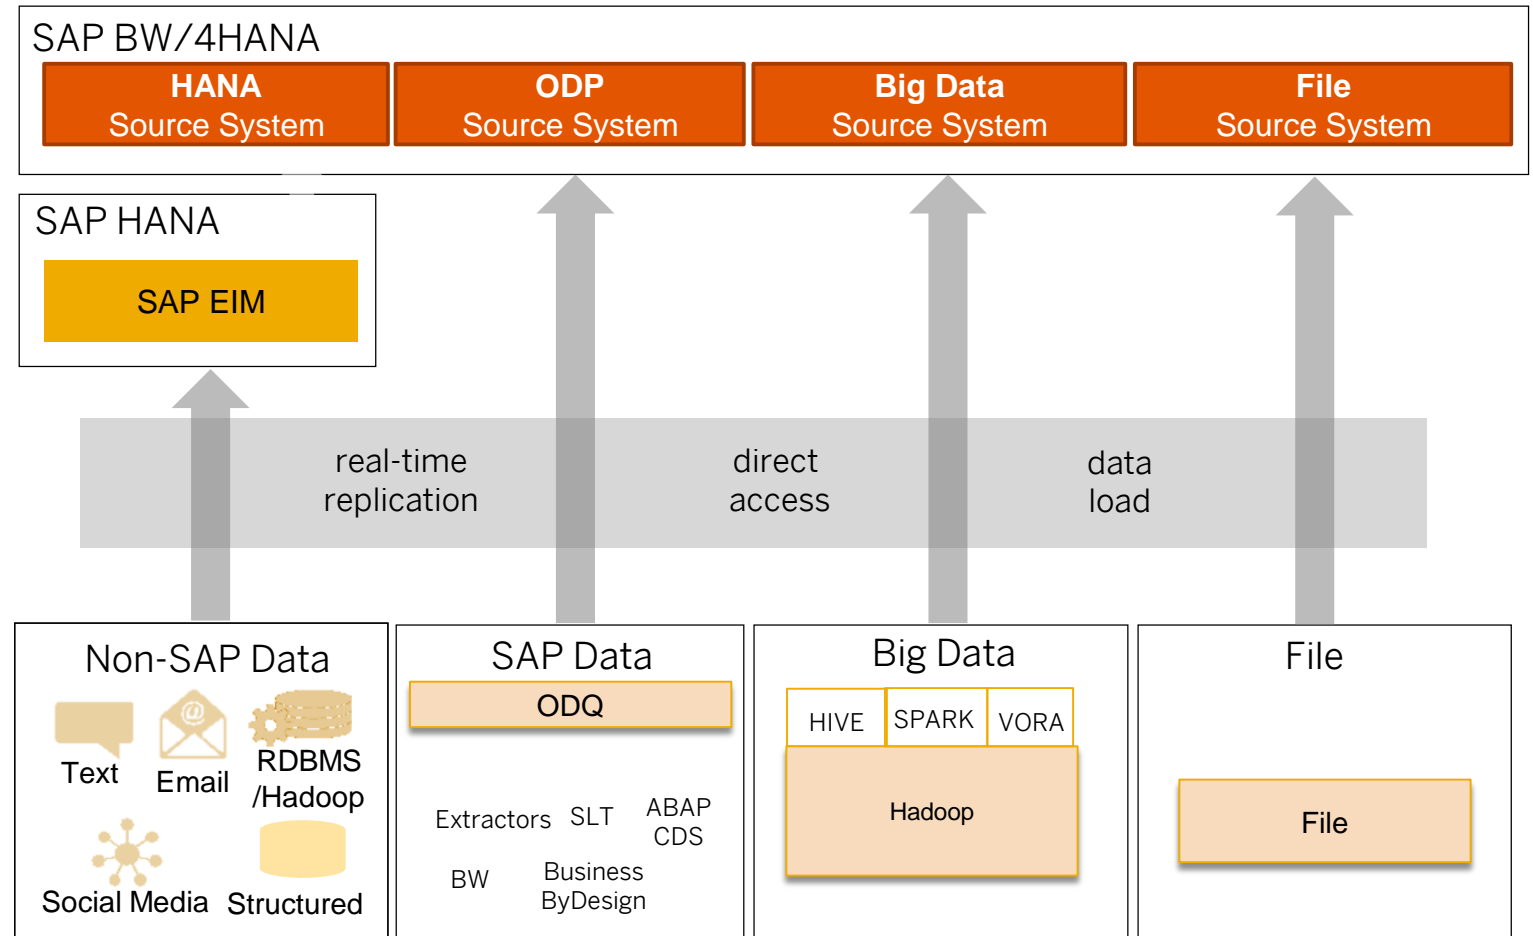 SAP BW/4HANA
HANA
Source System
ODP
Source System
Big Data
Source System
File
Source System
SAP HANA
SAP EIM
real-time
replication
direct
access
data
load
Non-SAP Data
@
Text
Email
RDBMS
/Hadoop
Social Media
Structured
SAP Data
ODQ
Extractors
SLT
ABAP
CDS
BW
Business
ByDesign
Big Data
HIVE
SPARK
VORA
Hadoop
File
File